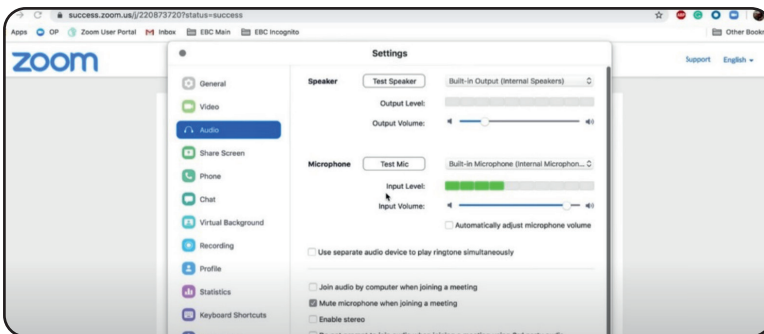 success.zoom.us/j/220873720?status=success
Apps OP Zoom User Portal Inbox EBC Main EBC Incognito Other Book
zoom
Support English
Settings
General
Video
Audio
Share Screen
Phone
Chat
Virtual Background
Recording
Profile
Statistics
Keyboard Shortcuts
Speaker Test Speaker Built-in Output (Internal Speakers)
Output Level:
Output Volume:
Microphone Test Mic Built-in Microphone (Internal Microphon...
Input Level:
Input Volume:
Automatically adjust microphone volume
Use separate audio device to play ringtone simultaneously
Join audio by computer when joining a meeting
Mute microphone when joining a meeting
Enable stereo